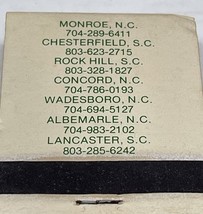 MONROE, N.C.
704-289-6411
CHESTERFIELD, S.C.
803-623-2715
ROCK HILL, S.C.
803-328-1827
CONCORD, N.C.
704-786-0193
WADESBORO, N.C.
704-694-5127
ALBEMARLE, N.C.
704-983-2102
LANCASTER, S.C.
803-285-6242